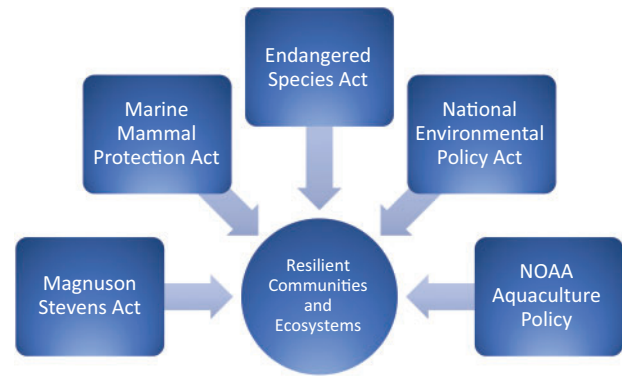 Endangered
Species Act
Marine
Mammal
Protection Act
National
Environmental
Policy Act
Magnuson
Stevens Act
Resilient
Communities
and
Ecosystems
NOAA
Aquaculture
Policy